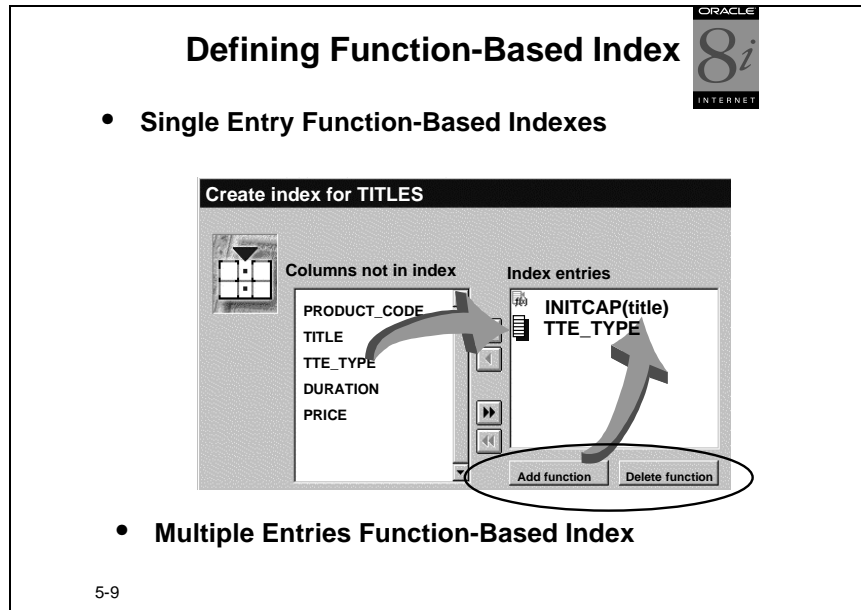 ORACLE
Defining Function-Based Index
8i
INTERNET
• Single Entry Function-Based Indexes
Create index for TITLES
Columns not in index
PRODUCT_CODE
TITLE
TTE_TYPE
DURATION
PRICE
Index entries
f(x)
INITCAP(title)
TTE_TYPE
Add function
Delete function
• Multiple Entries Function-Based Index
5-9